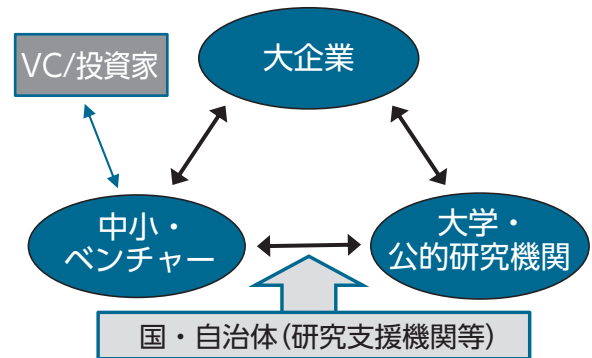 VC/投資家
大企業
中小・
ベンチャー
大学・
公的研究機関
国・自治体(研究支援機関等)